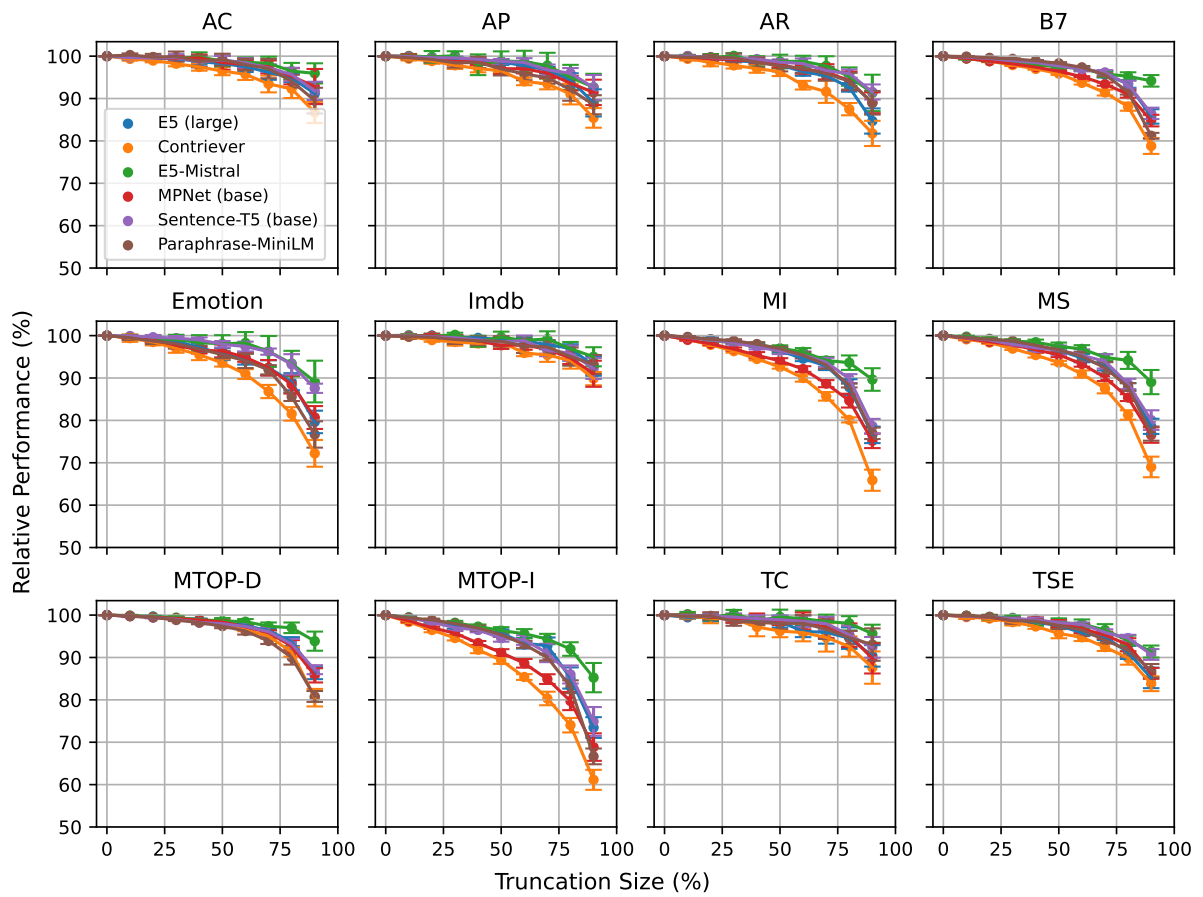 AC AP AR B7
100
90
80
70
60
50
E5 (large)
Contriever
E5-Mistral
MPNet (base)
Sentence-T5 (base)
Paraphrase-MiniLM
Emotion Imdb MI MS
100
90
80
70
60
50
Relative Performance (%)
MTOP-D MTOP-I TC TSE
100
90
80
70
60
50
0 25 50 75 100 0 25 50 75 100 0 25 50 75 100 0 25 50 75 100
Truncation Size (%)